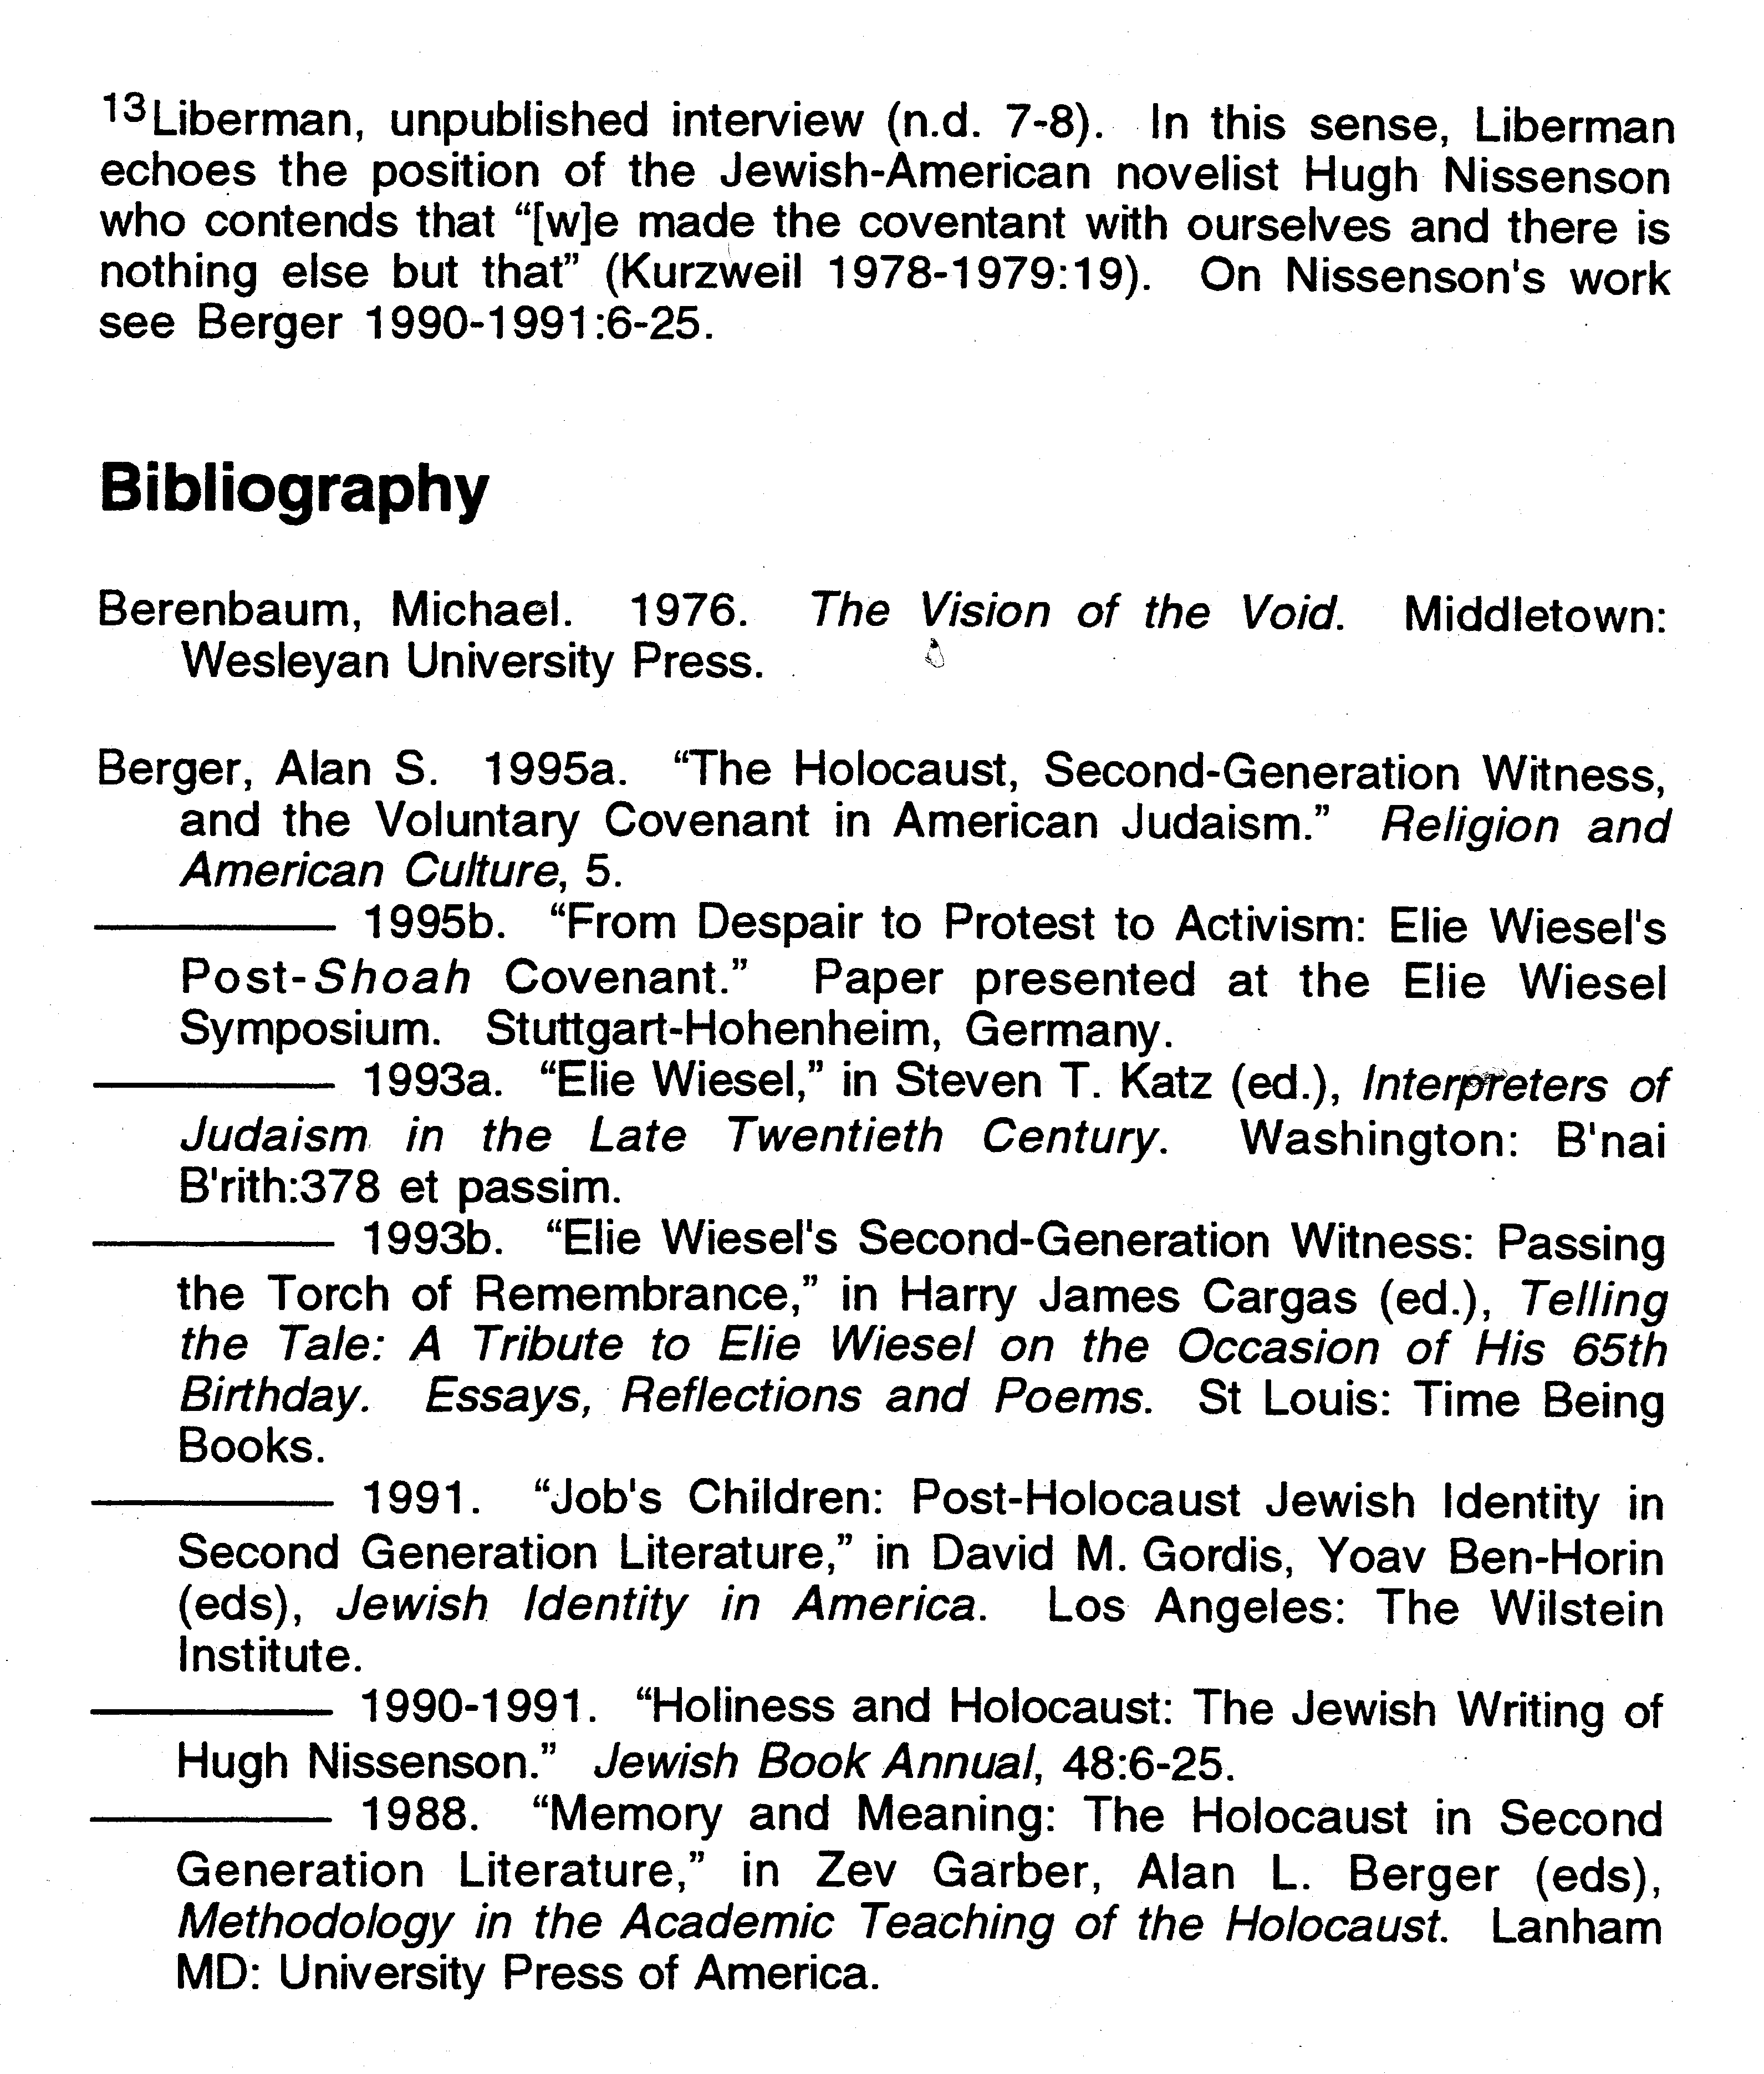 13Liberman, unpublished interview (n.d. 7-8). In this sense, Liberman
echoes the position of the Jewish-American novelist Hugh Nissenson
who contends that “[w]e made the coventant with ourselves and there is
nothing else but that” (Kurzweil 1978-1979:19). On Nissenson's work
see Berger 1990-1991:6-25.
Bibliography
Berenbaum, Michael. 1976. The Vision of the Void. Middletown:
Wesleyan University Press.
Berger, Alan S. 1995a. “The Holocaust, Second-Generation Witness,
and the Voluntary Covenant in American Judaism.” Religion and
American Culture, 5.
———— 1995b. “From Despair to Protest to Activism: Elie Wiesel's
Post-Shoah Covenant.” Paper presented at the Elie Wiesel
Symposium. Stuttgart-Hohenheim, Germany.
———— 1993a. “Elie Wiesel,” in Steven T. Katz (ed.), Interpreters of
Judaism in the Late Twentieth Century. Washington: B'nai
B'rith:378 et passim.
———— 1993b. “Elie Wiesel's Second-Generation Witness: Passing
the Torch of Remembrance,” in Harry James Cargas (ed.), Telling
the Tale: A Tribute to Elie Wiesel on the Occasion of His 65th
Birthday. Essays, Reflections and Poems. St Louis: Time Being
Books.
———— 1991. “Job's Children: Post-Holocaust Jewish Identity in
Second Generation Literature,” in David M. Gordis, Yoav Ben-Horin
(eds), Jewish Identity in America. Los Angeles: The Wilstein
Institute.
———— 1990-1991. “Holiness and Holocaust: The Jewish Writing of
Hugh Nissenson.” Jewish Book Annual, 48:6-25.
———— 1988. “Memory and Meaning: The Holocaust in Second
Generation Literature,” in Zev Garber, Alan L. Berger (eds),
Methodology in the Academic Teaching of the Holocaust. Lanham
MD: University Press of America.